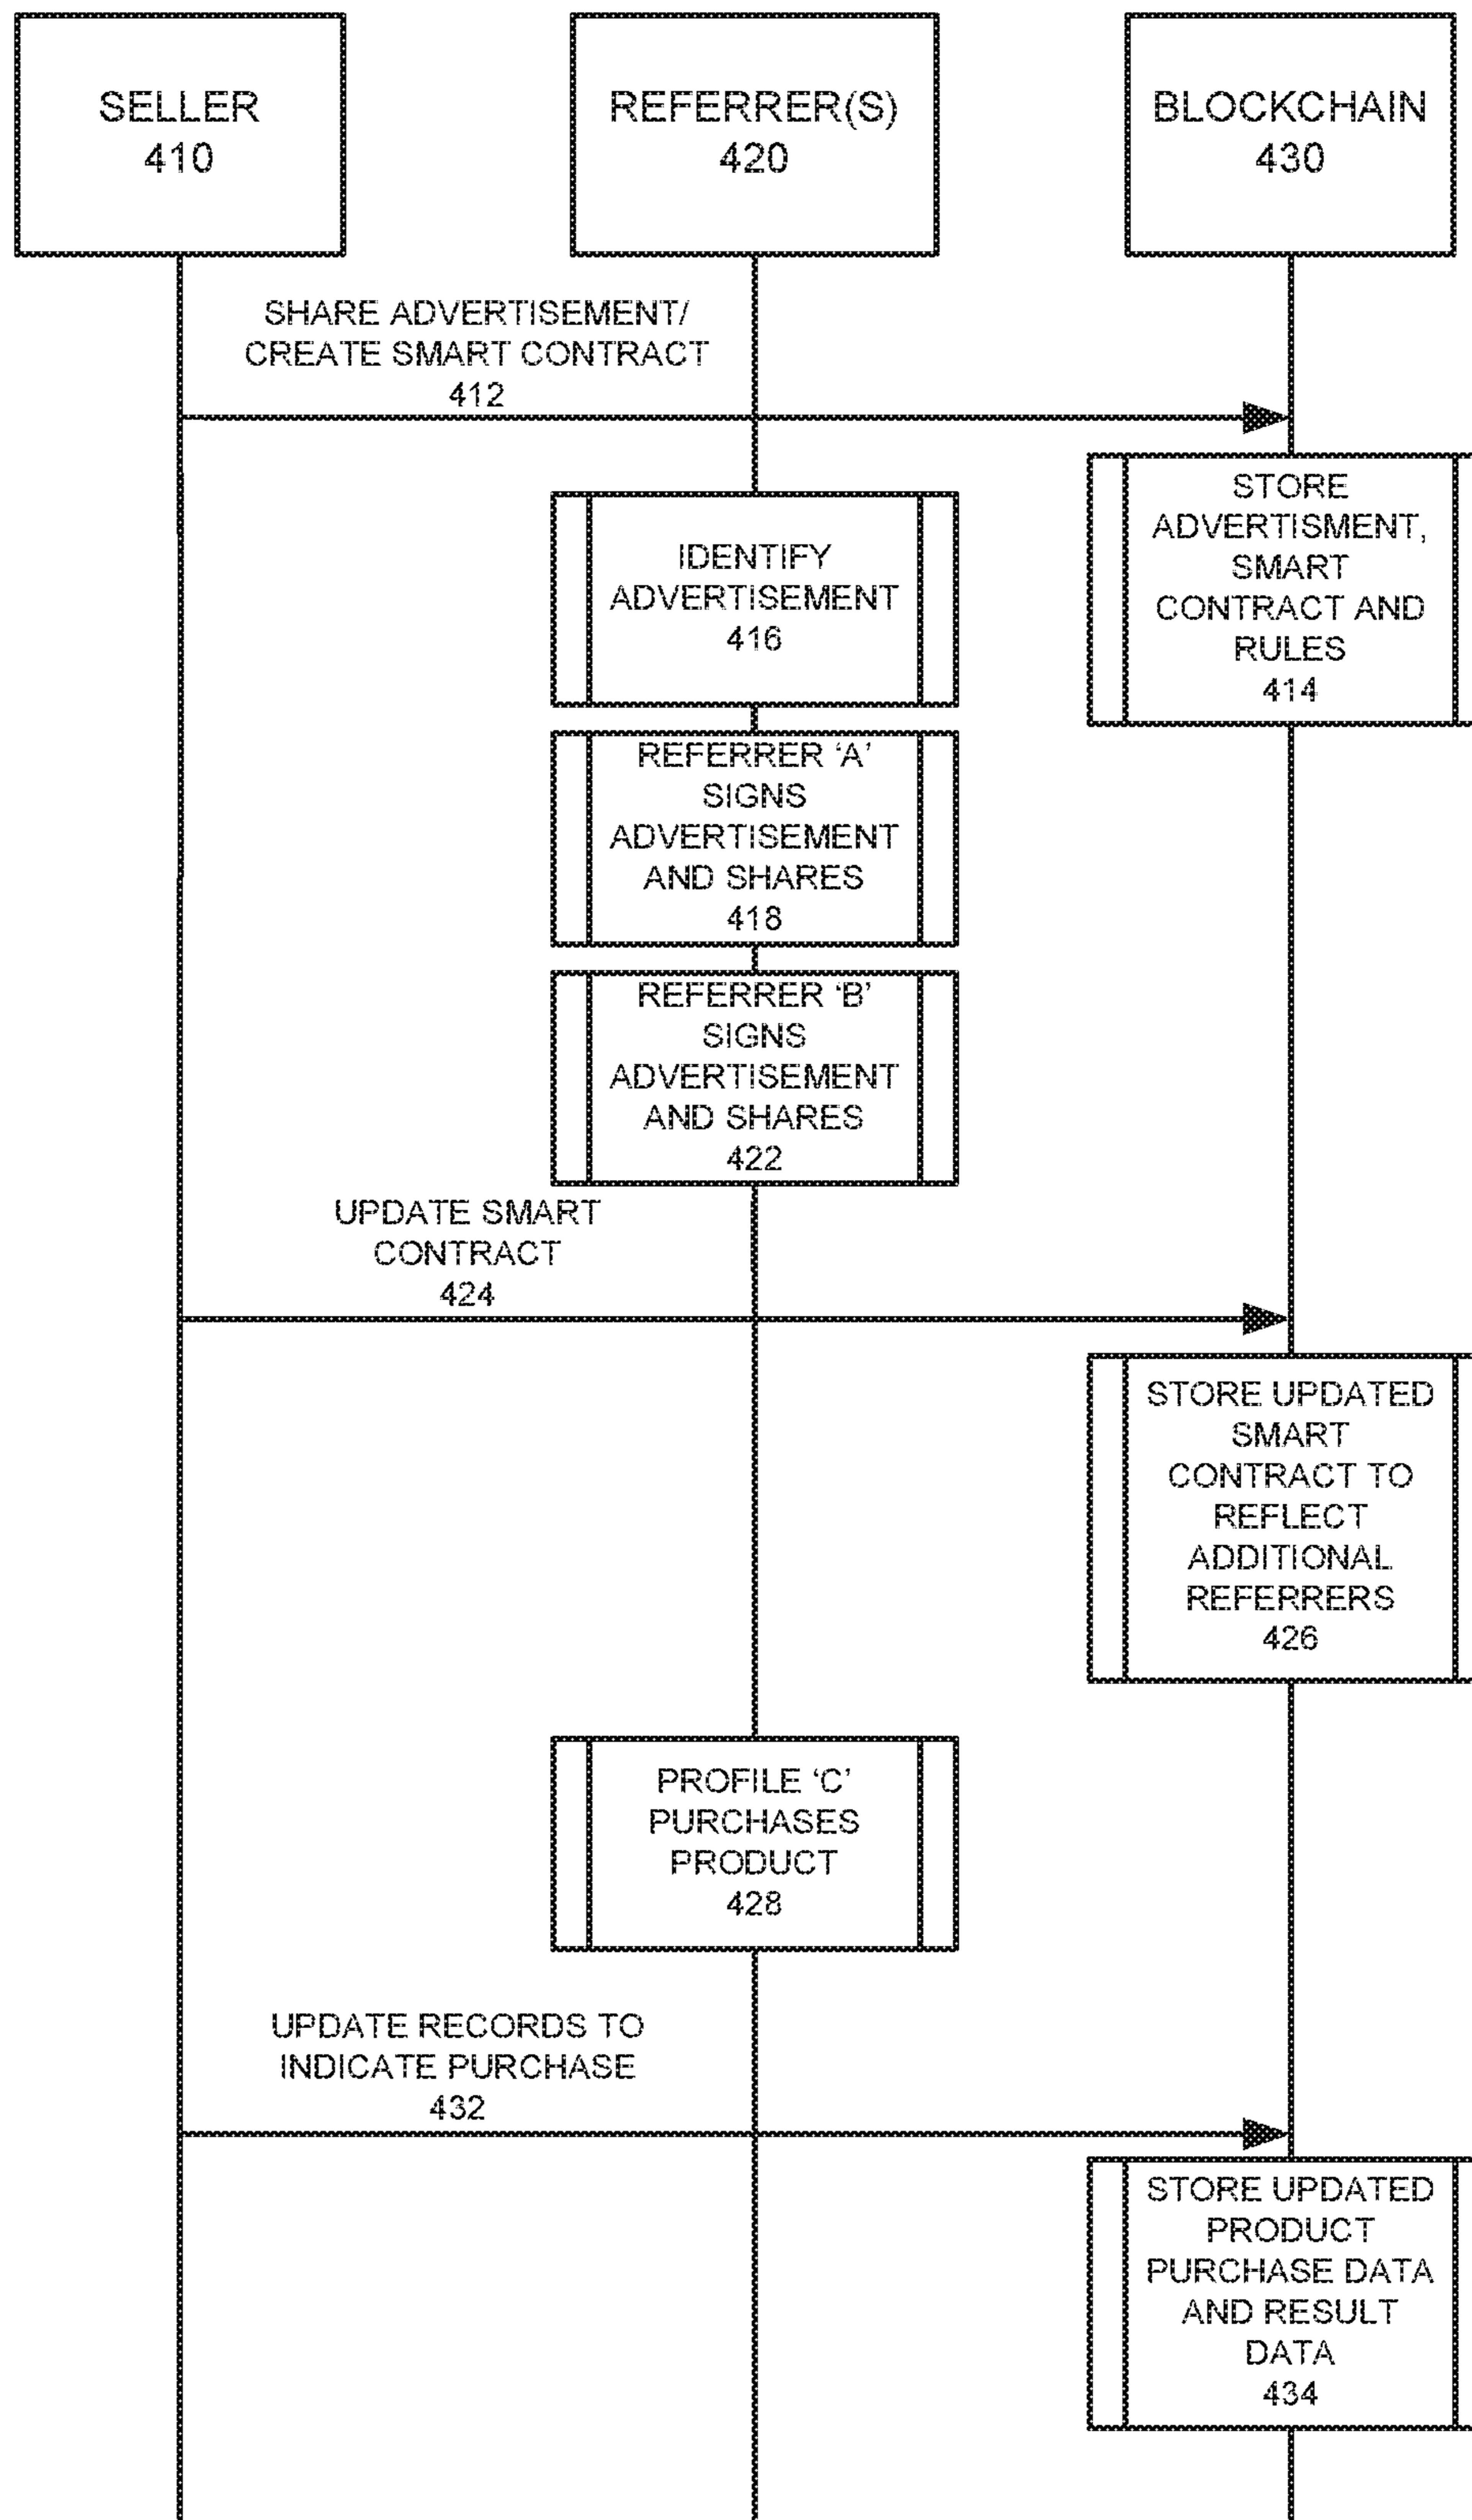 SELLER
410
REFERRER(S)
420
BLOCKCHAIN
430
SHARE ADVERTISEMENT/
CREATE SMART CONTRACT
412
STORE
ADVERTISMENT,
SMART
CONTRACT AND
RULES
414
IDENTIFY
ADVERTISEMENT
416
REFERRER ‘A’
SIGNS
ADVERTISEMENT
AND SHARES
418
REFERRER ‘B’
SIGNS
ADVERTISEMENT
AND SHARES
422
UPDATE SMART
CONTRACT
424
STORE UPDATED
SMART
CONTRACT TO
REFLECT
ADDITIONAL
REFERRERS
426
PROFILE ‘C’
PURCHASES
PRODUCT
428
UPDATE RECORDS TO
INDICATE PURCHASE
432
STORE UPDATED
PRODUCT
PURCHASE DATA
AND RESULT
DATA
434